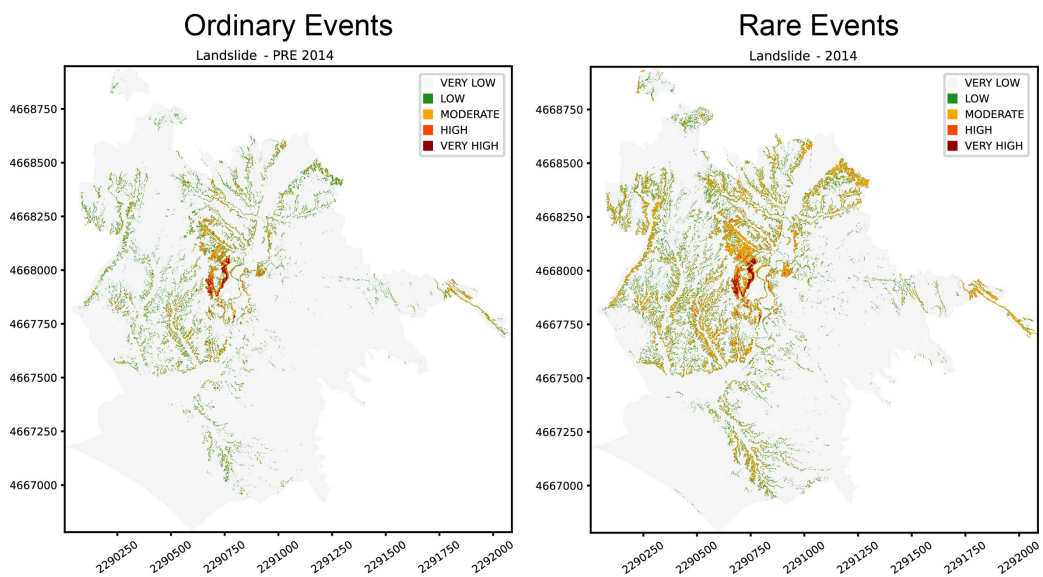 Ordinary Events
Landslide - PRE 2014
VERY LOW
LOW
MODERATE
HIGH
VERY HIGH
4668750
4668500
4668250
4668000
4667750
4667500
4667250
4667000
2290250
2290500
2290750
2291000
2291250
2291500
2291750
2292000
Rare Events
Landslide - 2014
VERY LOW
LOW
MODERATE
HIGH
VERY HIGH
4668750
4668500
4668250
4668000
4667750
4667500
4667250
4667000
2290250
2290500
2290750
2291000
2291250
2291500
2291750
2292000